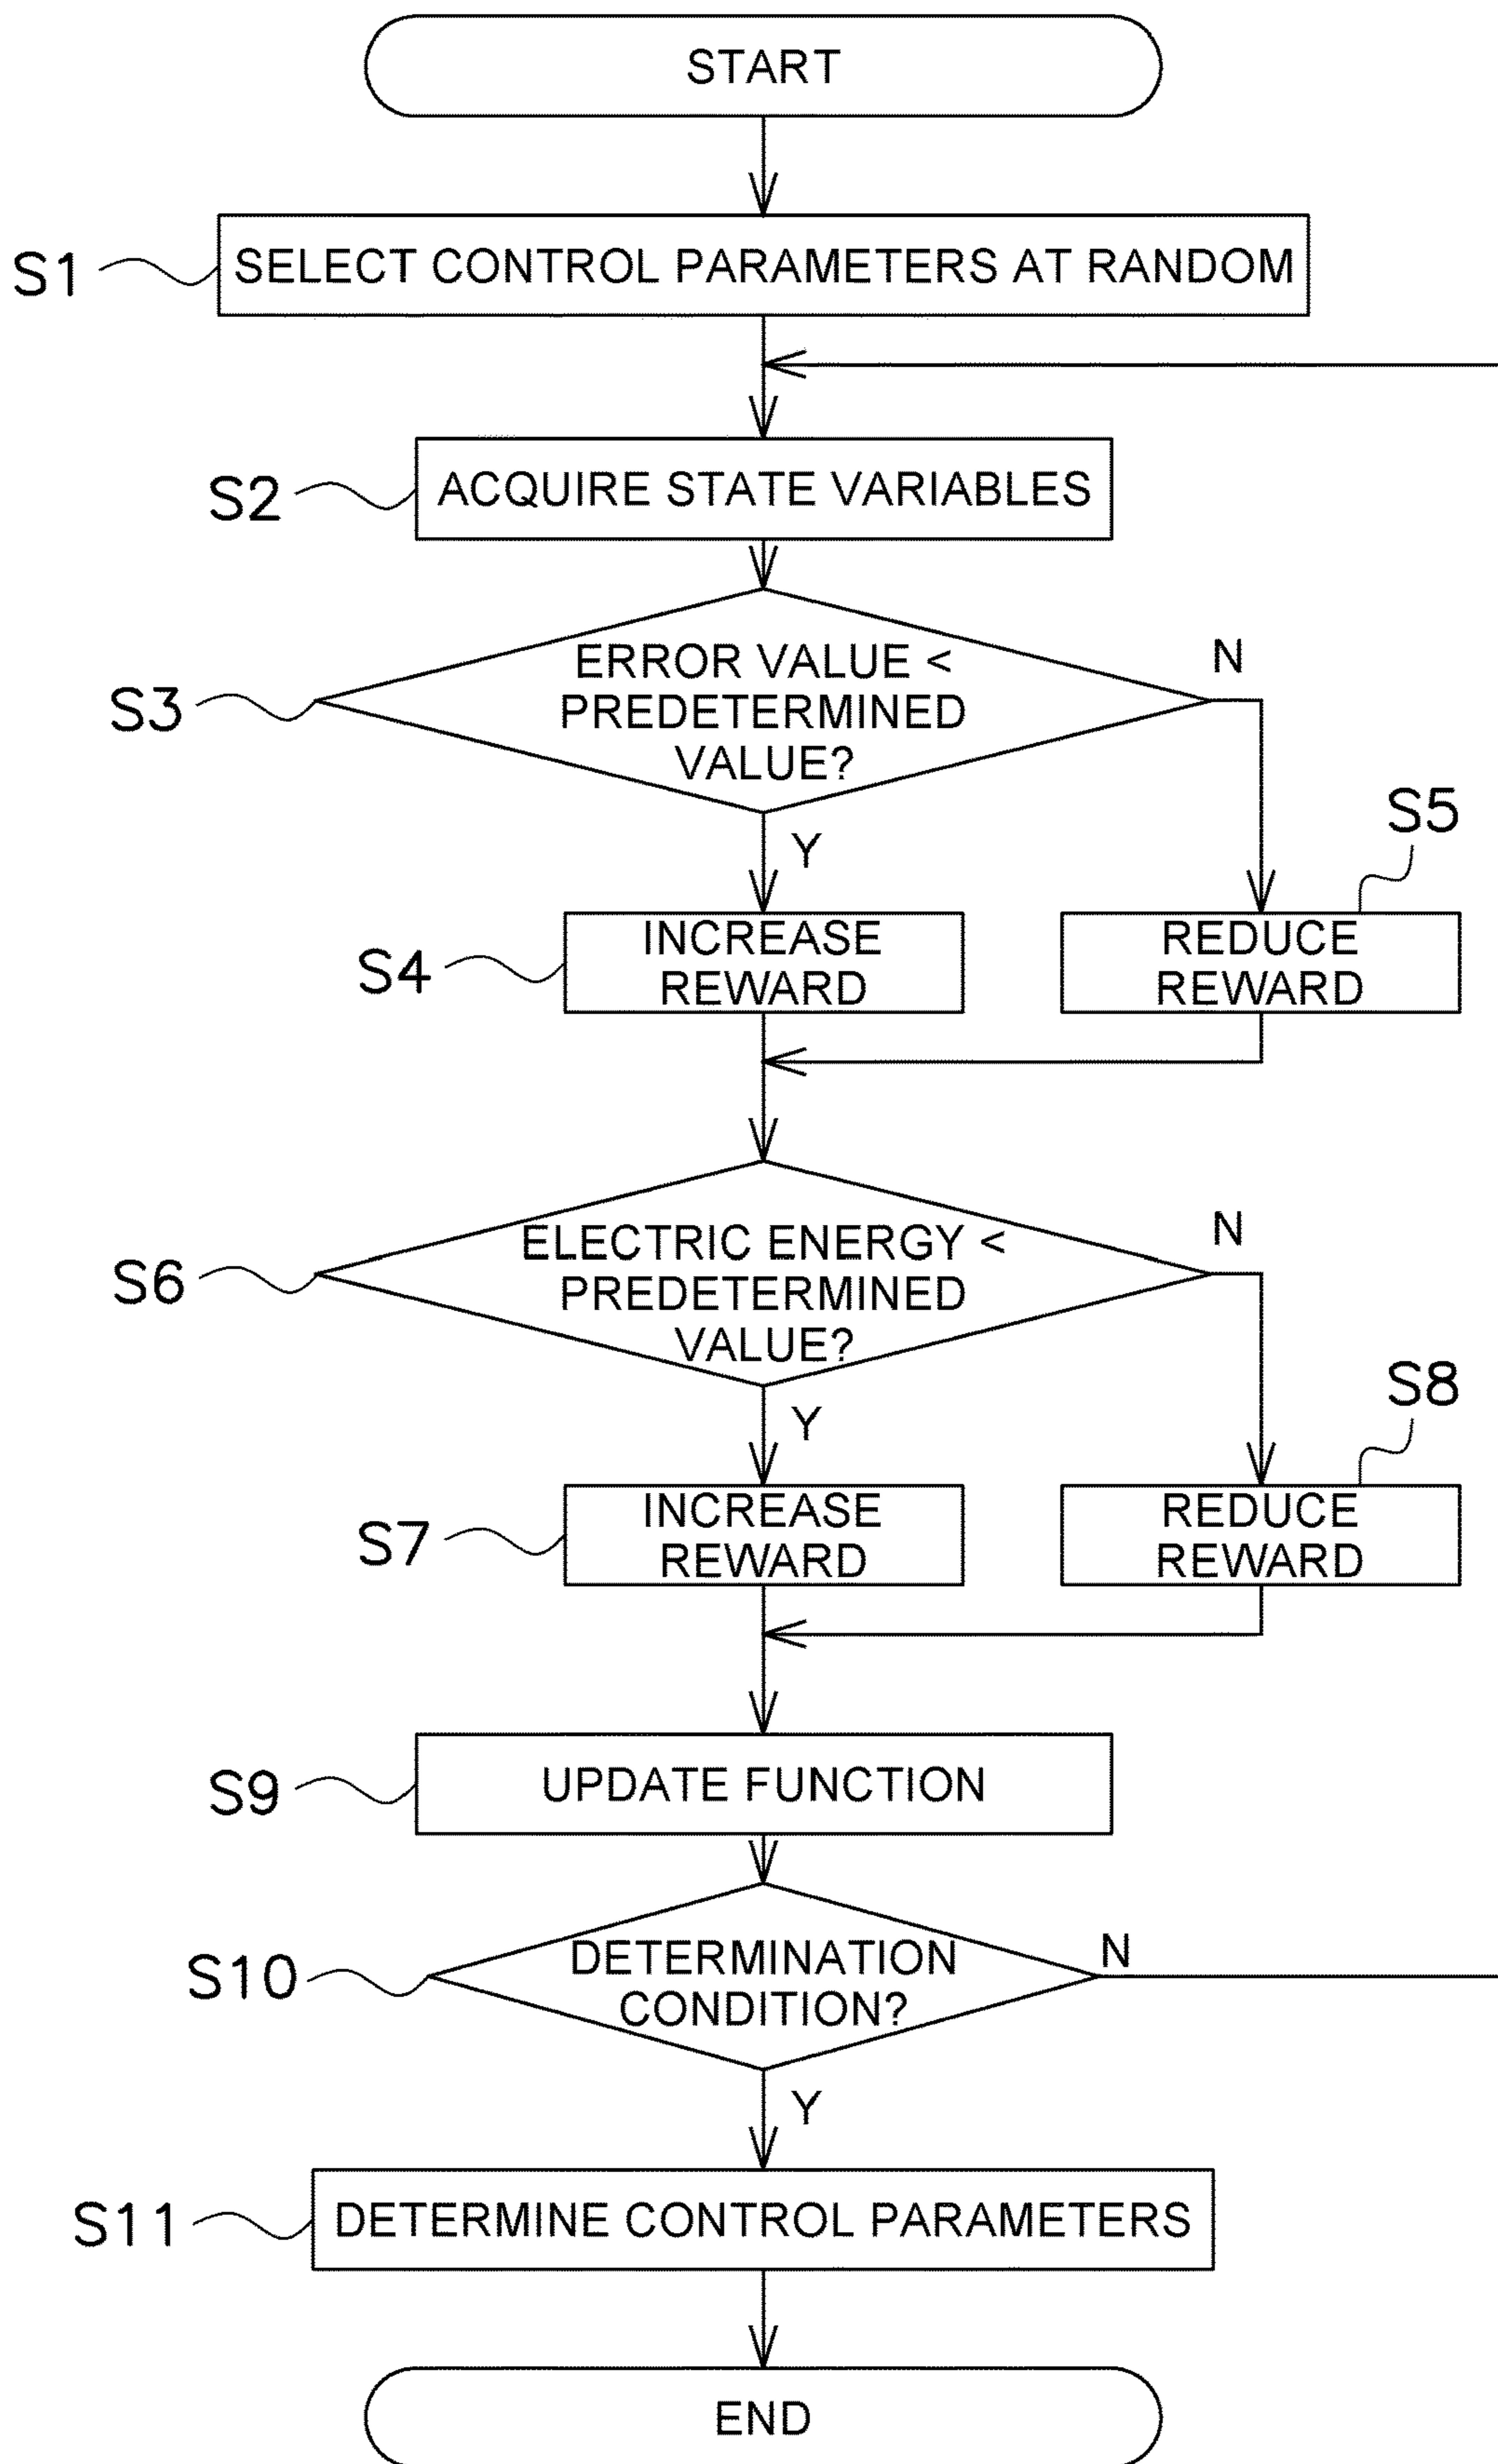 START
S1
SELECT CONTROL PARAMETERS AT RANDOM
S2
ACQUIRE STATE VARIABLES
S3
ERROR VALUE <
PREDETERMINED
VALUE?
N
Y
S4
INCREASE
REWARD
S5
REDUCE
REWARD
S6
ELECTRIC ENERGY <
PREDETERMINED
VALUE?
N
Y
S7
INCREASE
REWARD
S8
REDUCE
REWARD
S9
UPDATE FUNCTION
S10
DETERMINATION
CONDITION?
N
Y
S11
DETERMINE CONTROL PARAMETERS
END